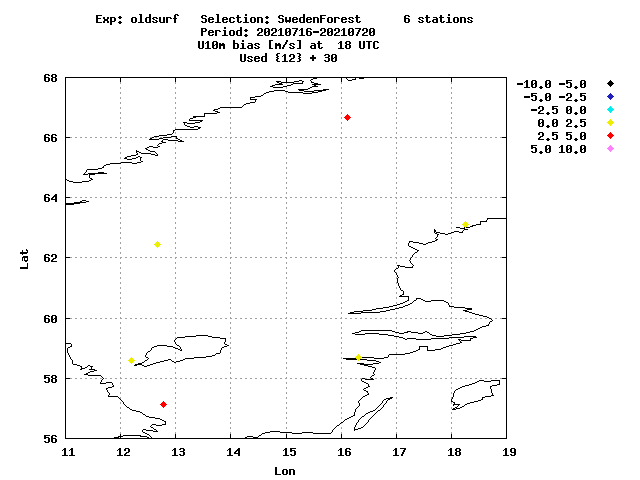 Exp: oldsurf   Selection: SwedenForest      6 stations
Period: 20210716-20210720
U10m bias [m/s] at  18 UTC
Used {12} + 30
-10.0 -5.0
-5.0 -2.5
-2.5 0.0
0.0 2.5
2.5 5.0
5.0 10.0
68
66
64
62
60
58
56
Lat
11 12 13 14 15 16 17 18 19
Lon